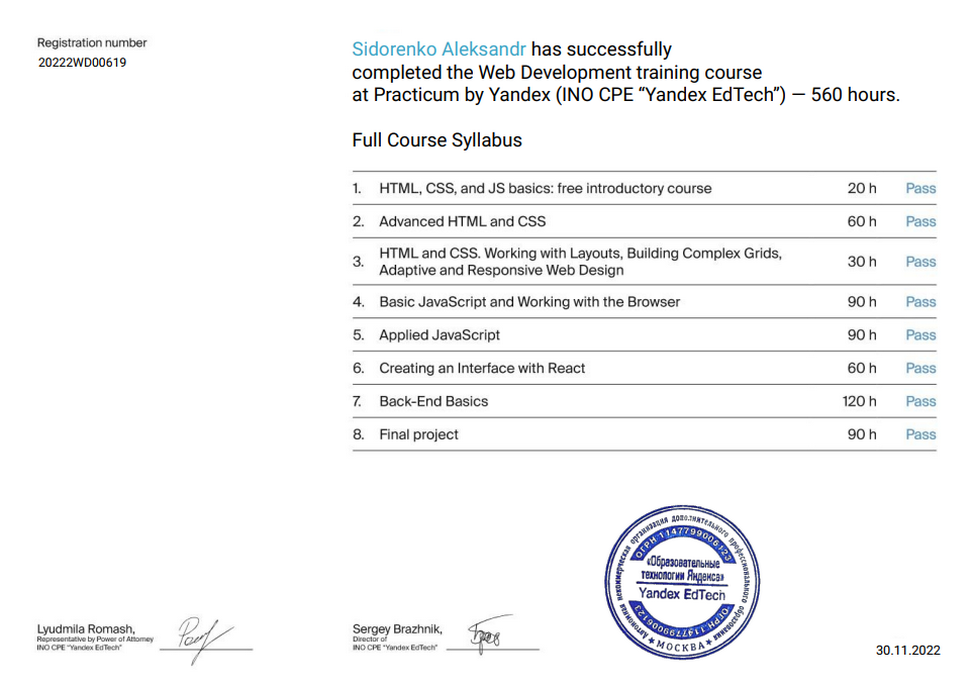 Registration number
20222WD00619
Sidorenko Aleksandr has successfully
completed the Web Development training course
at Practicum by Yandex (INO CPE “Yandex EdTech”) — 560 hours.
Full Course Syllabus
1. HTML, CSS, and JS basics: free introductory course 20 h Pass
2. Advanced HTML and CSS 60 h Pass
3. HTML and CSS. Working with Layouts, Building Complex Grids,
Adaptive and Responsive Web Design 30 h Pass
4. Basic JavaScript and Working with the Browser 90 h Pass
5. Applied JavaScript 90 h Pass
6. Creating an Interface with React 60 h Pass
7. Back-End Basics 120 h Pass
8. Final project 90 h Pass
Автономная некоммерческая организация дополнительного профессионального образования
ОГРН 1147799006123
«Образовательные
технологии Яндекса»
Yandex EdTech
ОГРН 1147799006123
★ МОСКВА ★
Lyudmila Romash,
Representative by Power of Attorney
INO CPE “Yandex EdTech”
Sergey Brazhnik,
Director of
INO CPE “Yandex EdTech”
30.11.2022